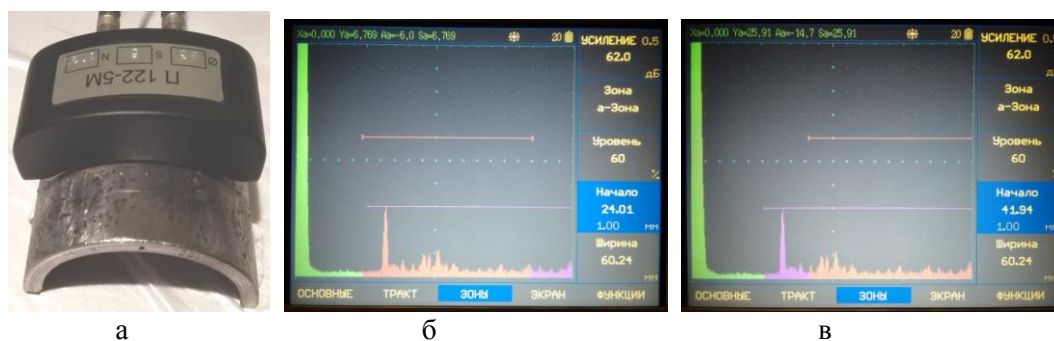 П 122-5М
N
S
Xa=0,000 Ya=6,769 Aa=-6,0 Sa=6,769
20
УСИЛЕНИЕ 0.5
62.0
дБ
Зона
а-Зона
Уровень
60
%
Начало
24.01
1.00 мм
Ширина
60.24
мм
ОСНОВНЫЕ ТРАКТ ЗОНЫ ЭКРАН ФУНКЦИИ
Xa=0,000 Ya=25,91 Aa=-14,7 Sa=25,91
20
УСИЛЕНИЕ
62.0
дБ
Зона
а-Зона
Уровень
60
%
Начало
41.94
1.00 мм
Ширина
60.24
мм
ОСНОВНЫЕ ТРАКТ ЗОНЫ ЭКРАН ФУНКЦИИ
а
б
в